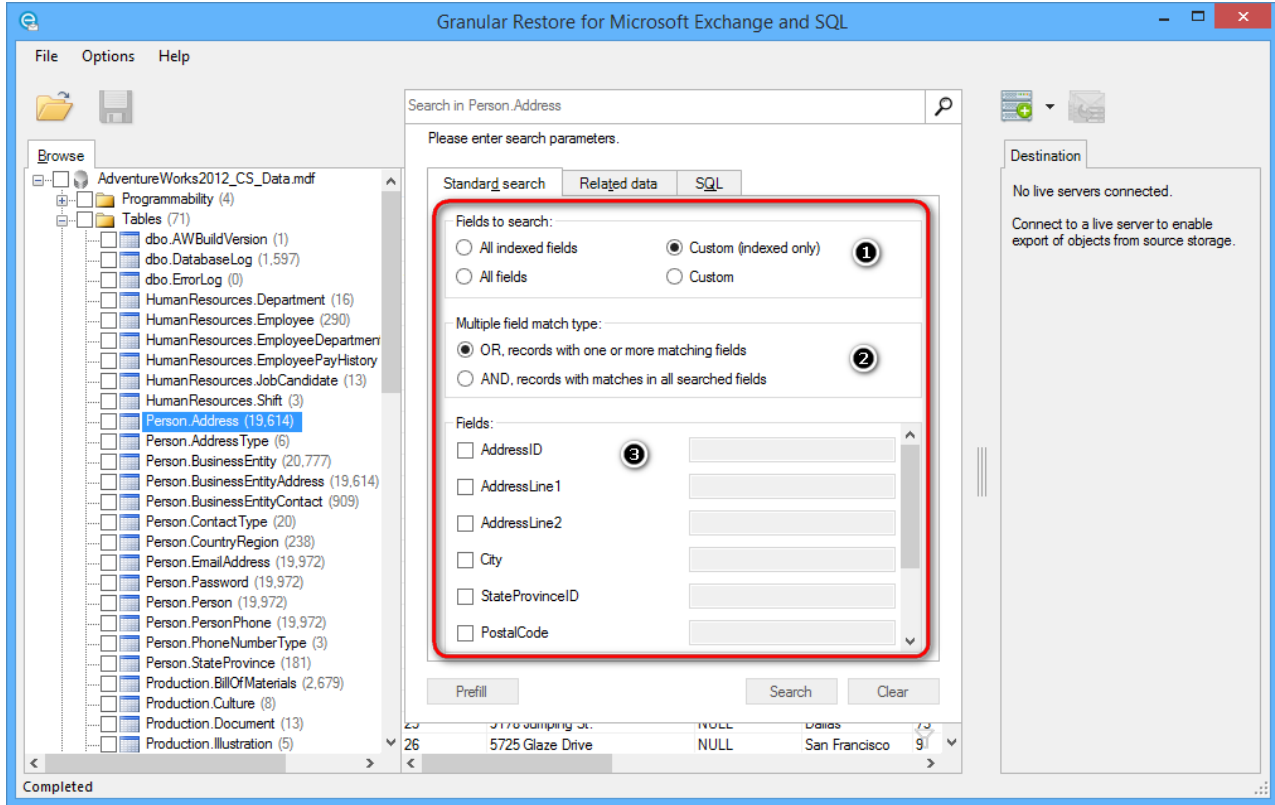 Granular Restore for Microsoft Exchange and SQL
File Options Help
Search in Person.Address
Please enter search parameters.
Browse
AdventureWorks2012_CS_Data.mdf
Programmability (4)
Tables (71)
dbo.AWBuildVersion (1)
dbo.DatabaseLog (1,597)
dbo.ErrorLog (0)
HumanResources.Department (16)
HumanResources.Employee (290)
HumanResources.EmployeeDepartmen
HumanResources.EmployeePayHistory
HumanResources.JobCandidate (13)
HumanResources.Shift (3)
Person.Address (19,614)
Person.AddressType (6)
Person.BusinessEntity (20,777)
Person.BusinessEntityAddress (19,614)
Person.BusinessEntityContact (909)
Person.ContactType (20)
Person.CountryRegion (238)
Person.EmailAddress (19,972)
Person.Password (19,972)
Person.Person (19,972)
Person.PersonPhone (19,972)
Person.PhoneNumberType (3)
Person.StateProvince (181)
Production.BillOfMaterials (2,679)
Production.Culture (8)
Production.Document (13)
Production.Illustration (5)
Standard search Related data SQL
Fields to search:
All indexed fields Custom (indexed only) 1
All fields Custom
Multiple field match type:
OR, records with one or more matching fields 2
AND, records with matches in all searched fields
Fields:
AddressID 3
AddressLine1
AddressLine2
City
StateProvinceID
PostalCode
Prefill Search Clear
25 5178 Jumping St. NULL Dallas 75
26 5725 Glaze Drive NULL San Francisco 9
Destination
No live servers connected.
Connect to a live server to enable
export of objects from source storage.
Completed